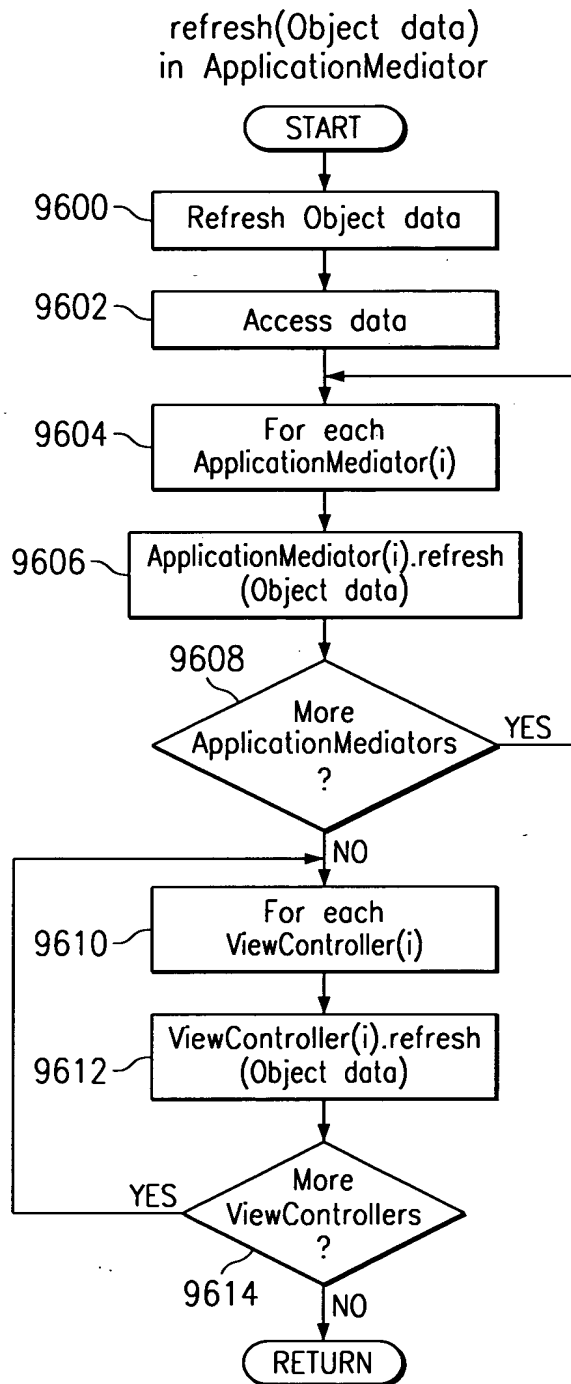 refresh(Object data)
in ApplicationMediator
START
9600
Refresh Object data
9602
Access data
9604
For each
ApplicationMediator(i)
9606
ApplicationMediator(i).refresh
(Object data)
9608
More
ApplicationMediators
?
YES
NO
9610
For each
ViewController(i)
9612
ViewController(i).refresh
(Object data)
YES
More
ViewControllers
?
9614
NO
RETURN